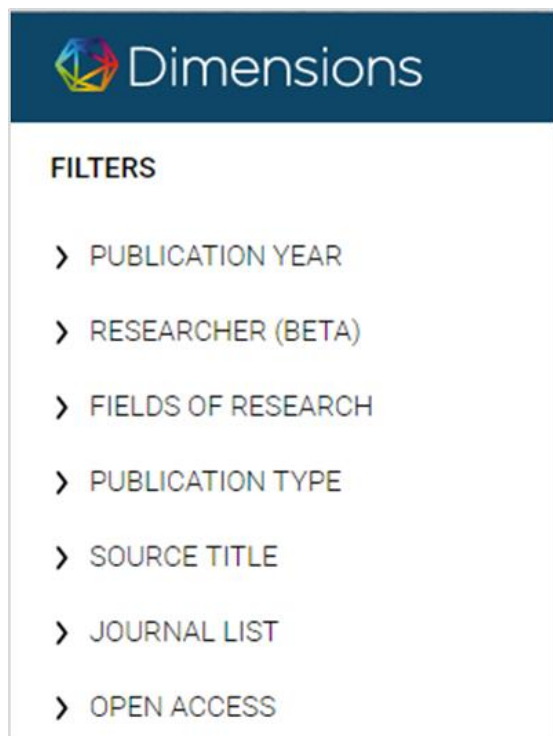 Dimensions
FILTERS
PUBLICATION YEAR
RESEARCHER (BETA)
FIELDS OF RESEARCH
PUBLICATION TYPE
SOURCE TITLE
JOURNAL LIST
OPEN ACCESS